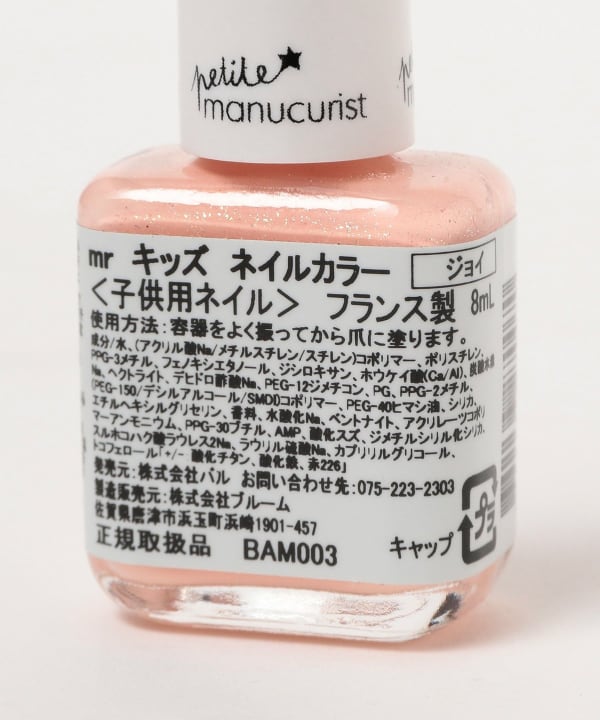 petite
manucurist
mr キッズ ネイルカラー ジョイ
＜子供用ネイル＞ フランス製 8mL
使用方法：容器をよく振ってから爪に塗ります。
成分/水、(アクリル酸Na/メチルスチレン/スチレン)コポリマー、ポリスチレン、
PPG-3メチル、フェノキシエタノール、ジシロキサン、ホウケイ酸(Ca/Al)、炭酸水素
Na、ヘクトライト、デヒドロ酢酸Na、PEG-12ジメチコン、PG、PPG-2メチル、
(PEG-150/デシルアルコール/SMDI)コポリマー、PEG-40ヒマシ油、シリカ、
エチルヘキシルグリセリン、香料、水酸化Na、ベントナイト、アクリレーツコポリ
マーアンモニウム、PPG-30ブチル、AMP、酸化スズ、ジメチルシリル化シリカ、
スルホコハク酸ラウレス2Na、ラウリル硫酸Na、カプリリルグリコール、
トコフェロール「+/- 酸化チタン、酸化鉄、赤226」
発売元：株式会社バル お問い合わせ先：075-223-2303
製造販売元：株式会社ブルーム
佐賀県唐津市浜玉町浜崎1901-457
正規取扱品 BAM003 キャップ プラ